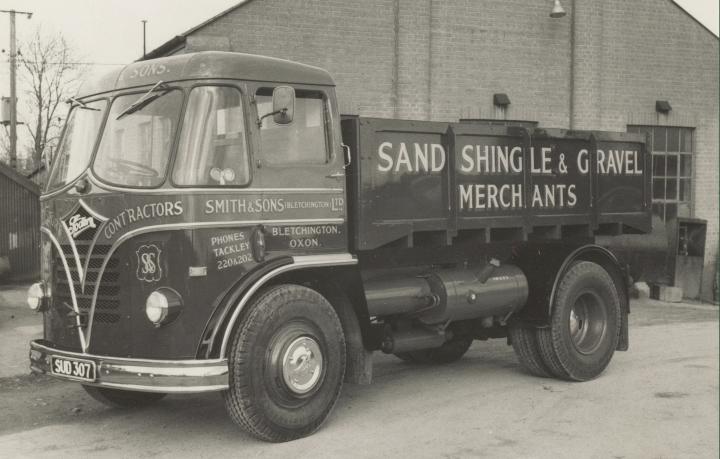 SONS.
Foden
CONTRACTORS
SMITH & SONS (BLETCHINGTON) LTD
BLETCHINGTON.
OXON.
PHONES
TACKLEY
220 & 202
SUD 307
SAND SHINGLE & GRAVEL
MERCHANTS